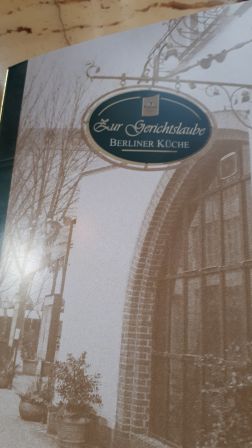 Zur Gerichtslaube
BERLINER KÜCHE